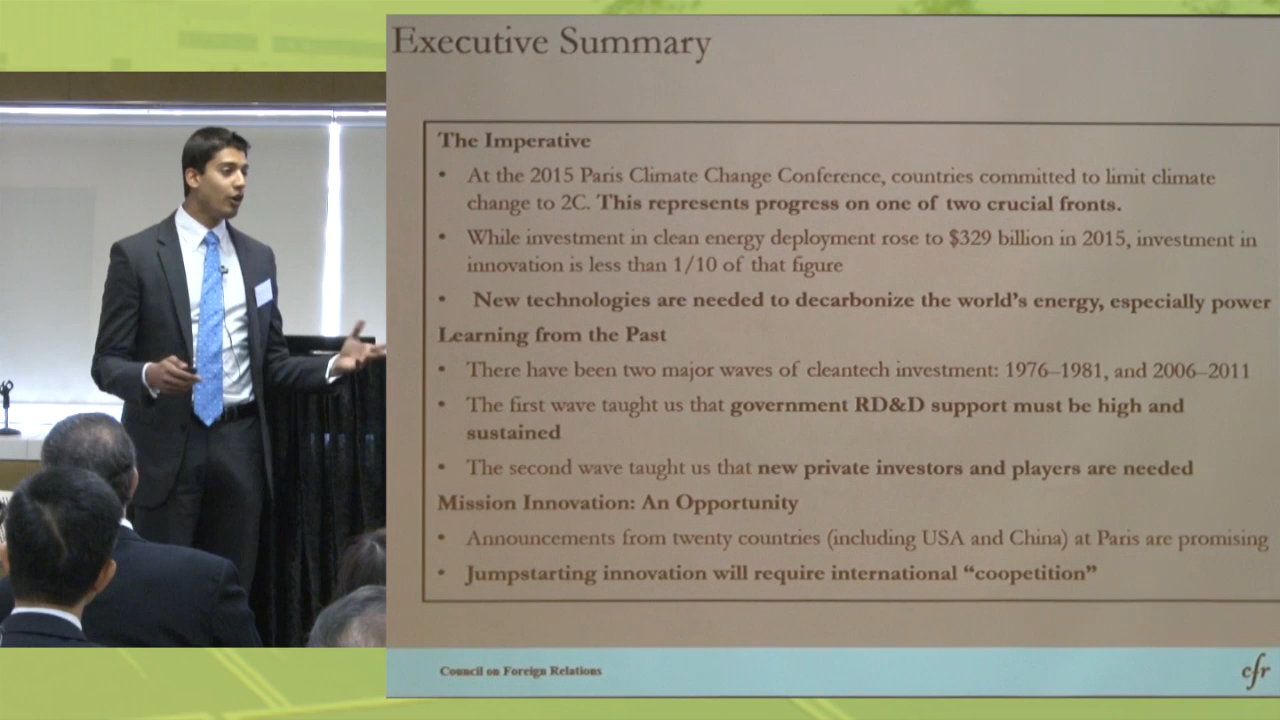 Executive Summary
The Imperative
• At the 2015 Paris Climate Change Conference, countries committed to limit climate
change to 2C. This represents progress on one of two crucial fronts.
• While investment in clean energy deployment rose to $329 billion in 2015, investment in
innovation is less than 1/10 of that figure
• New technologies are needed to decarbonize the world's energy, especially power
Learning from the Past
• There have been two major waves of cleantech investment: 1976–1981, and 2006–2011
• The first wave taught us that government RD&D support must be high and
sustained
• The second wave taught us that new private investors and players are needed
Mission Innovation: An Opportunity
• Announcements from twenty countries (including USA and China) at Paris are promising
• Jumpstarting innovation will require international “coopetition”
Council on Foreign Relations
cfr